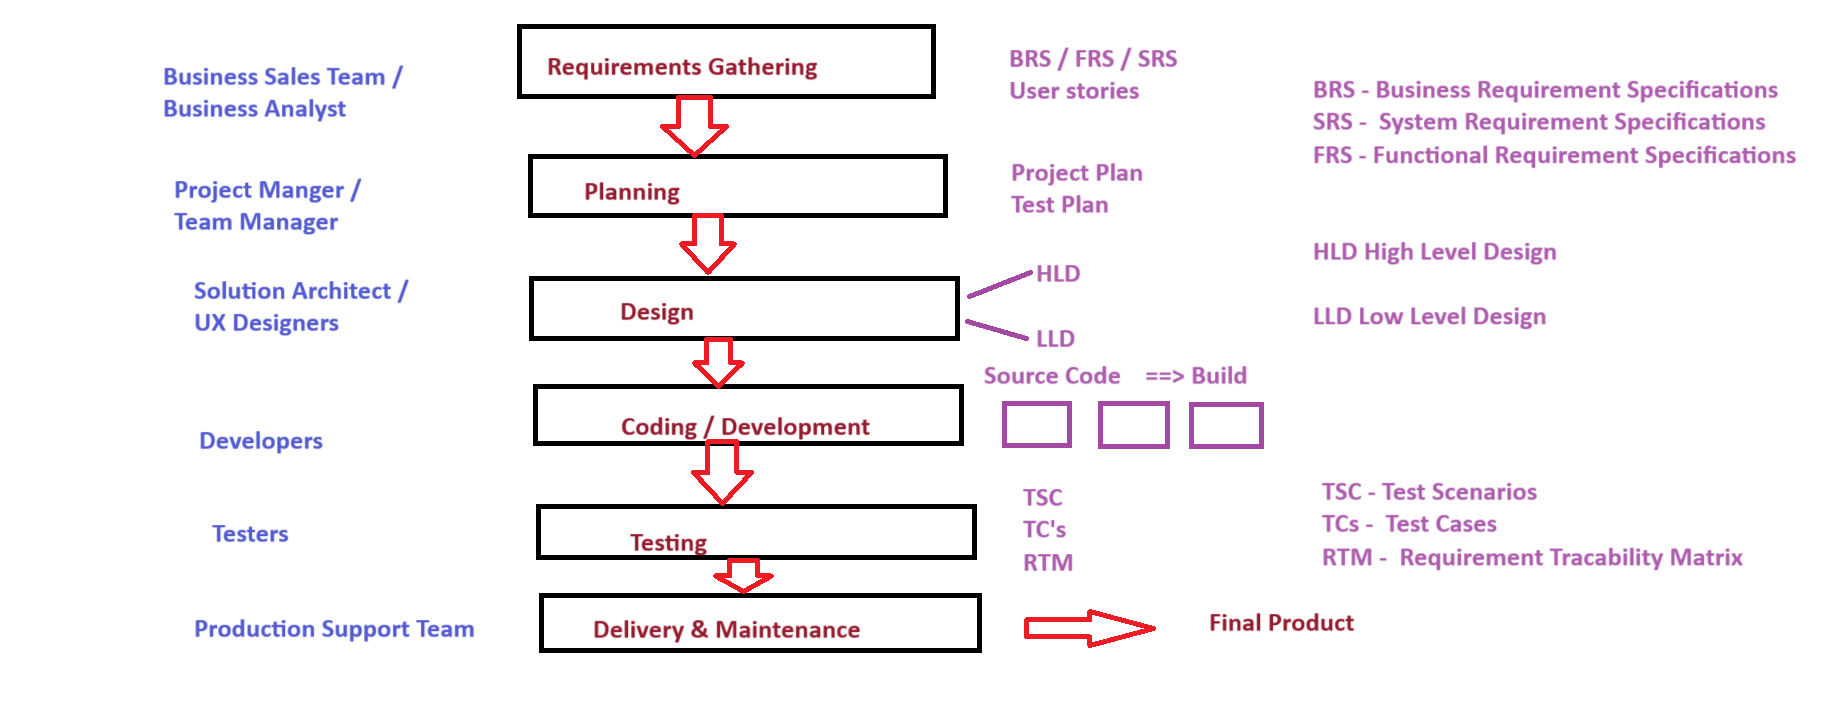 Requirements Gathering
Business Sales Team /
Business Analyst
BRS / FRS / SRS
User stories
BRS - Business Requirement Specifications
SRS -  System Requirement Specifications
FRS - Functional Requirement Specifications
Planning
Project Manger /
Team Manager
Project Plan
Test Plan
Design
Solution Architect /
UX Designers
HLD
LLD
HLD High Level Design
LLD Low Level Design
Coding / Development
Developers
Source Code    ==> Build
Testing
Testers
TSC
TC's
RTM
TSC - Test Scenarios
TCs -  Test Cases
RTM -  Requirement Tracability Matrix
Delivery & Maintenance
Production Support Team
Final Product